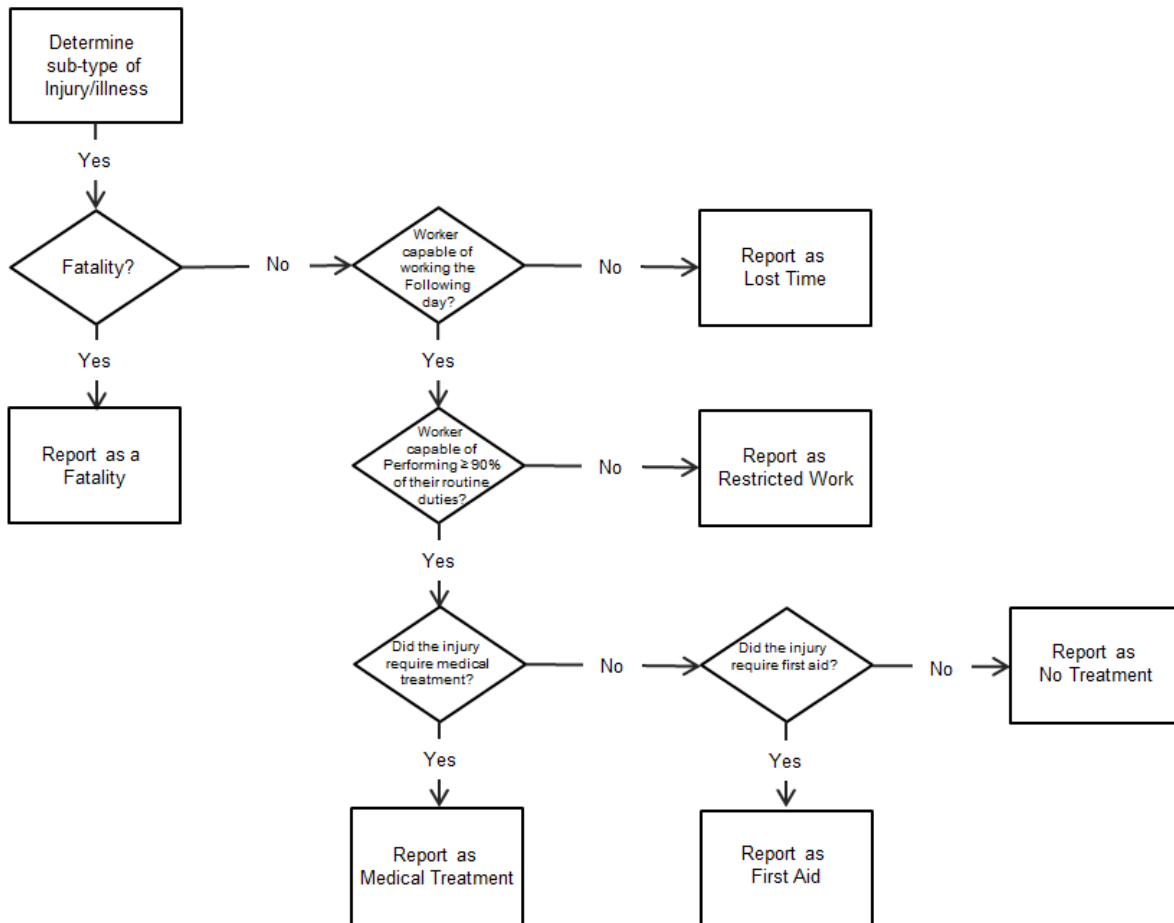 Determine
sub-type of
Injury/illness
Yes
Fatality?
No
Worker
capable of
working the
Following
day?
No
Report as
Lost Time
Yes
Report as a
Fatality
Yes
Worker
capable of
Performing ≥ 90%
of their routine
duties?
No
Report as
Restricted Work
Yes
Did the injury
require medical
treatment?
No
Did the injury
require first aid?
No
Report as
No Treatment
Yes
Report as
Medical Treatment
Yes
Report as
First Aid